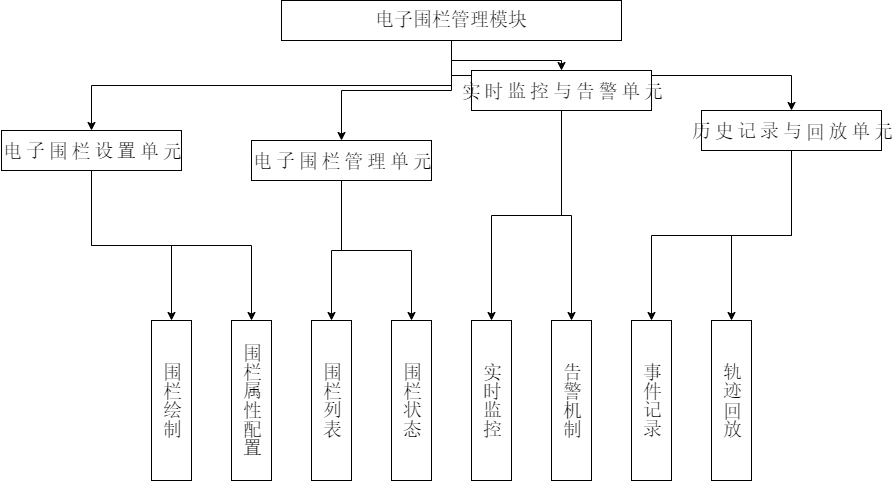 电子围栏管理模块
实时监控与告警单元
历史记录与回放单元
电子围栏设置单元
电子围栏管理单元
围栏绘制
围栏属性配置
围栏列表
围栏状态
实时监控
告警机制
事件记录
轨迹回放